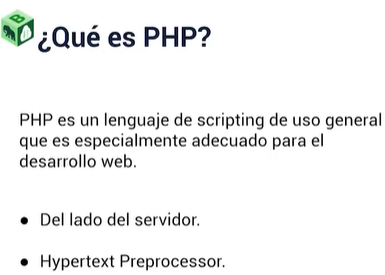 ¿Qué es PHP?
PHP es un lenguaje de scripting de uso general
que es especialmente adecuado para el
desarrollo web.
● Del lado del servidor.
● Hypertext Preprocessor.